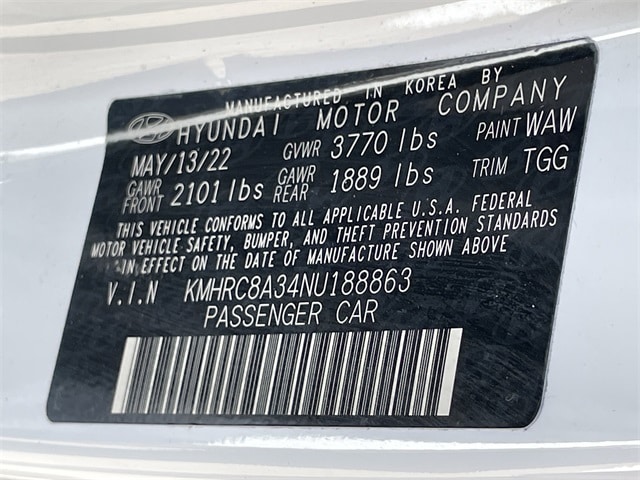 MANUFACTURED IN KOREA BY
HYUNDAI MOTOR COMPANY
MAY/13/22 GVWR 3770 lbs PAINT WAW
GAWR FRONT 2101 lbs GAWR REAR 1889 lbs TRIM TGG
THIS VEHICLE CONFORMS TO ALL APPLICABLE U.S.A. FEDERAL
MOTOR VEHICLE SAFETY, BUMPER, AND THEFT PREVENTION STANDARDS
IN EFFECT ON THE DATE OF MANUFACTURE SHOWN ABOVE
V.I.N KMHRC8A34NU188863
PASSENGER CAR